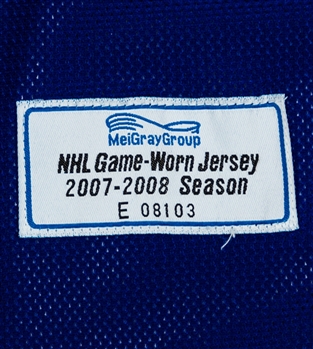 MeiGrayGroup
NHL Game-Worn Jersey
2007-2008 Season
E 08103